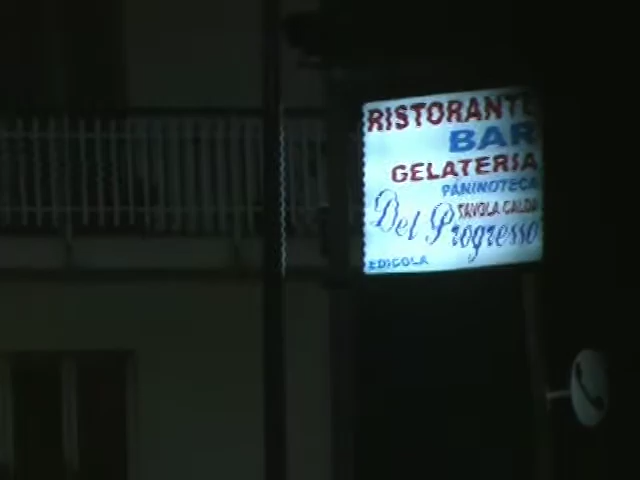 RISTORANTE
BAR
GELATERIA
PANINOTECA
TAVOLA CALDA
Del Progresso
EDICOLA